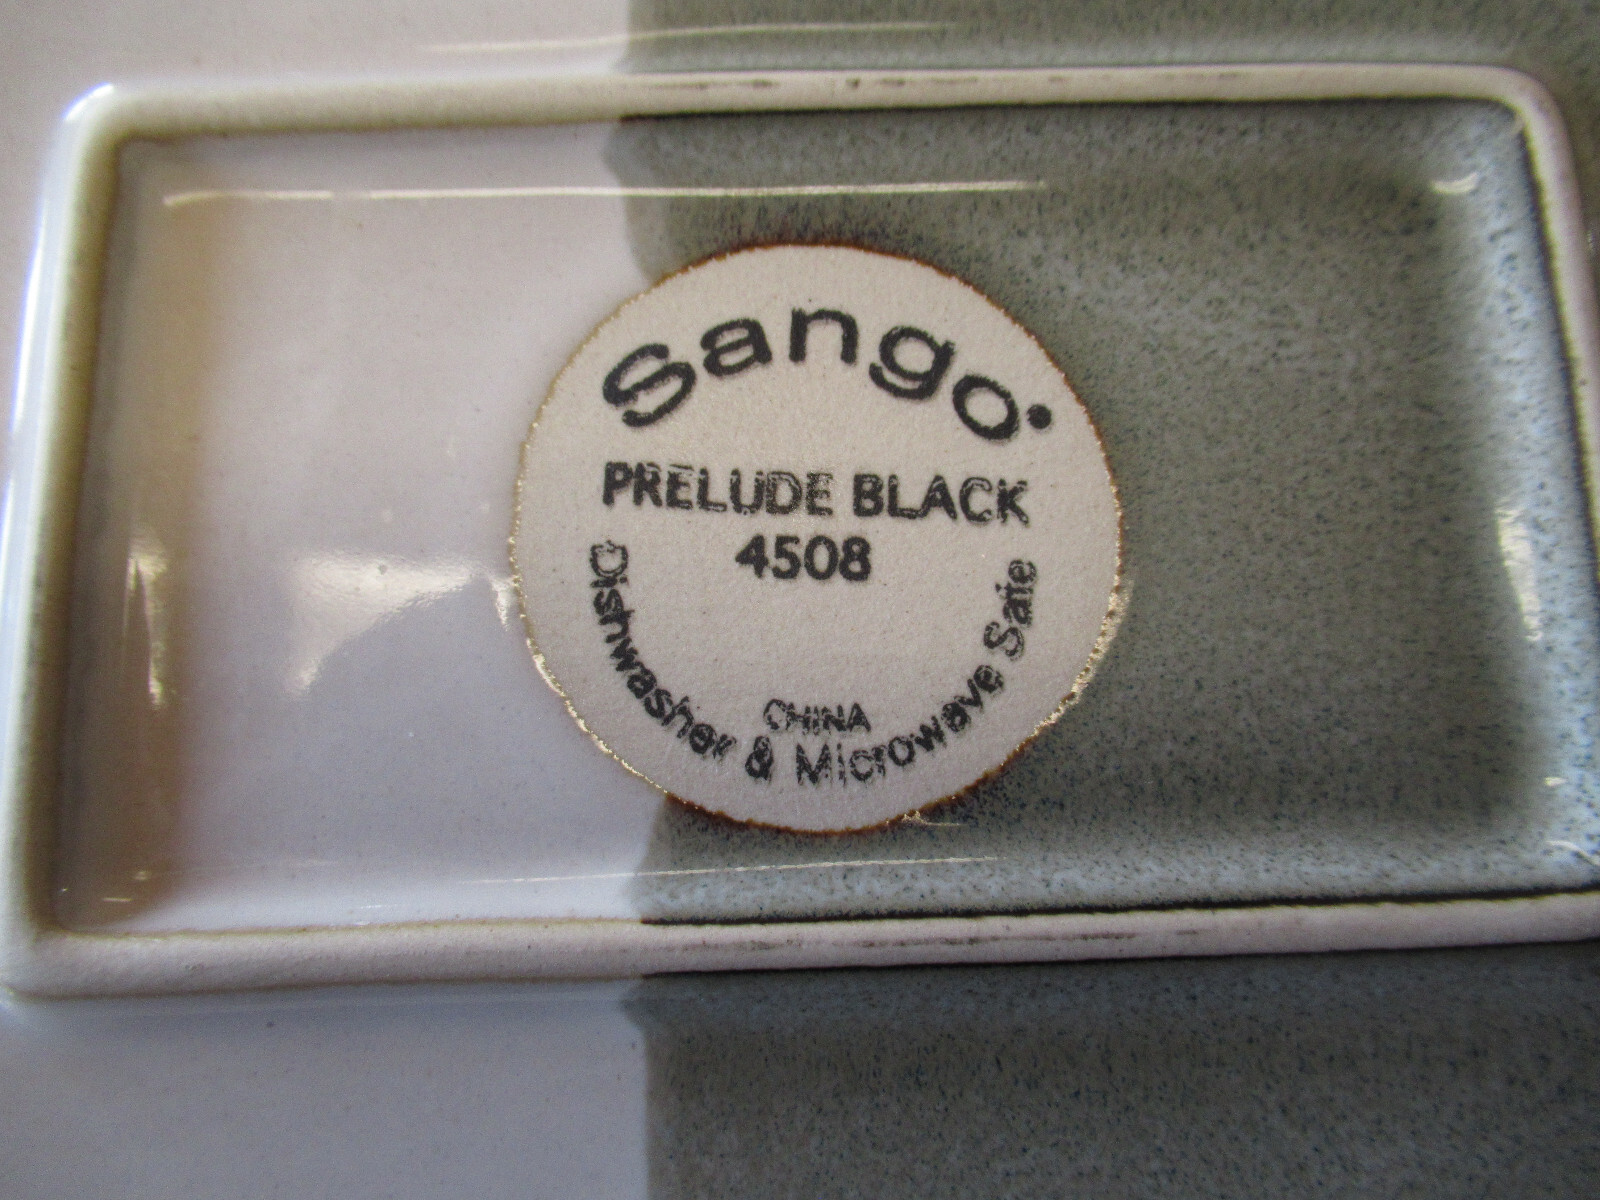 Sango
PRELUDE BLACK
4508
CHINA
Dishwasher & Microwave Safe